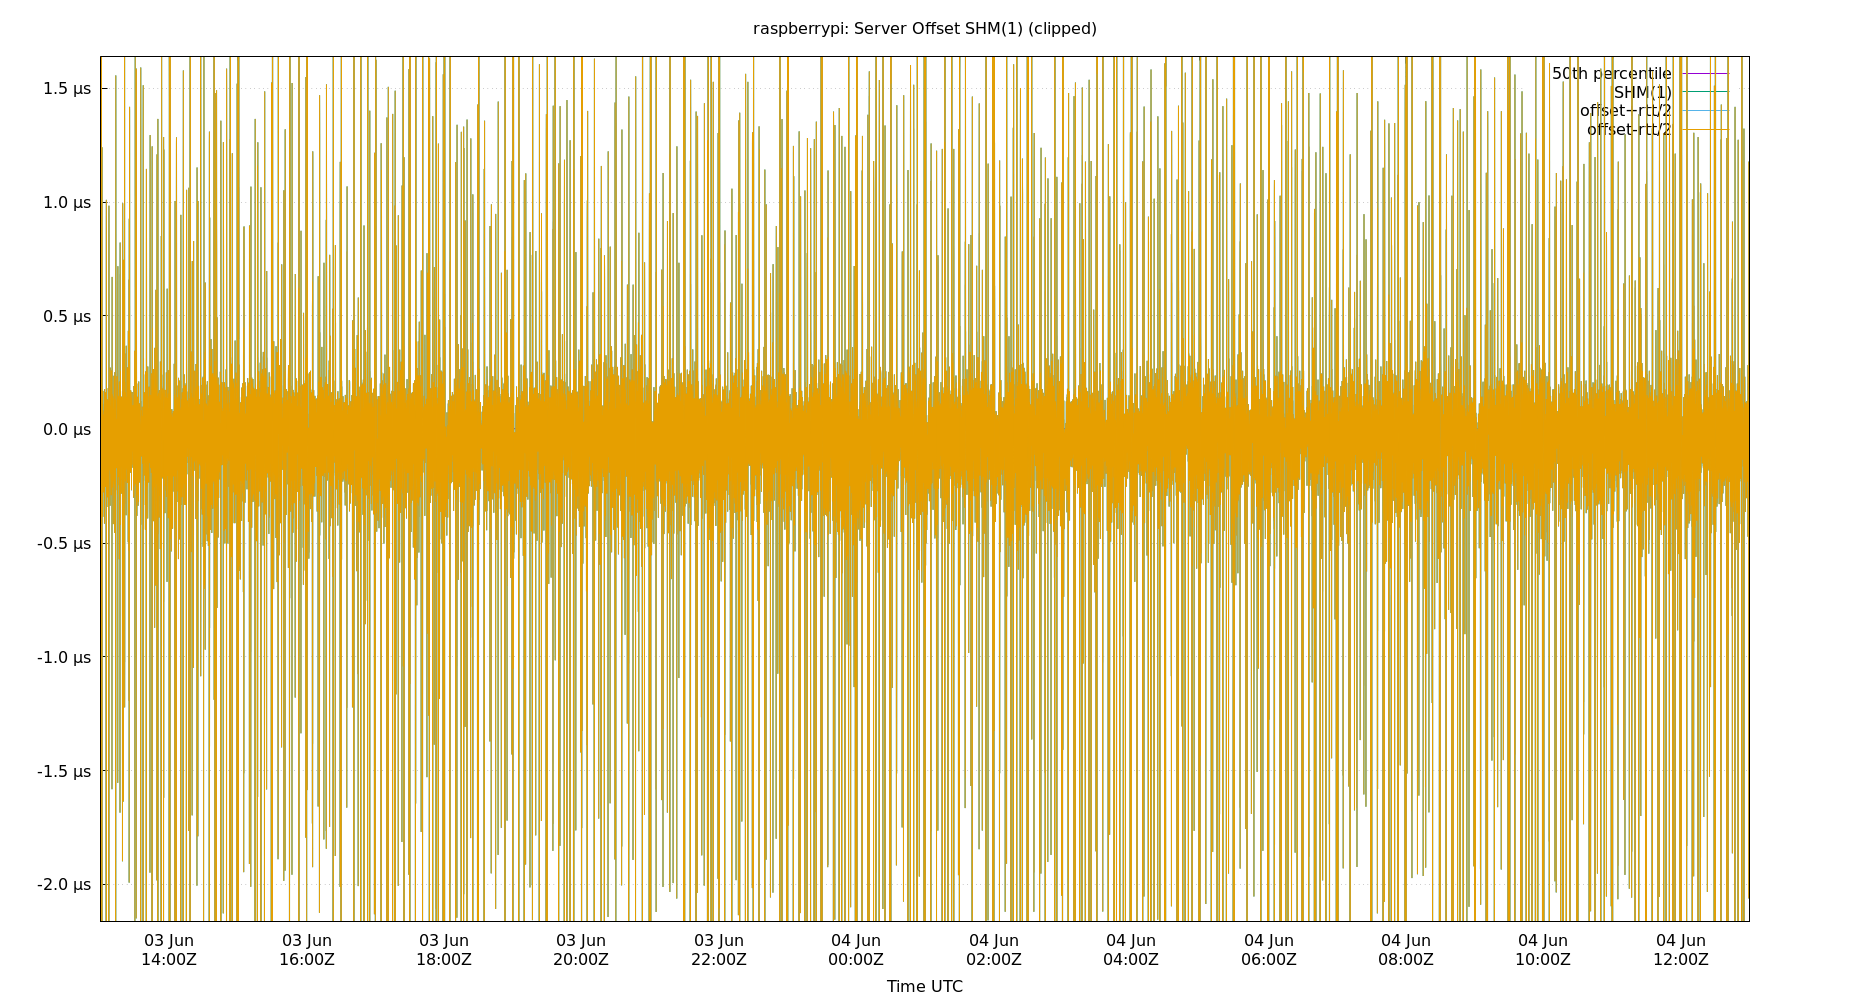 raspberrypi: Server Offset SHM(1) (clipped)
50th percentile
SHM(1)
offset--rtt/2
offset-rtt/2
1.5 µs
1.0 µs
0.5 µs
0.0 µs
-0.5 µs
-1.0 µs
-1.5 µs
-2.0 µs
03 Jun 03 Jun 03 Jun 03 Jun 03 Jun 04 Jun 04 Jun 04 Jun 04 Jun 04 Jun 04 Jun 04 Jun
14:00Z 16:00Z 18:00Z 20:00Z 22:00Z 00:00Z 02:00Z 04:00Z 06:00Z 08:00Z 10:00Z 12:00Z
Time UTC